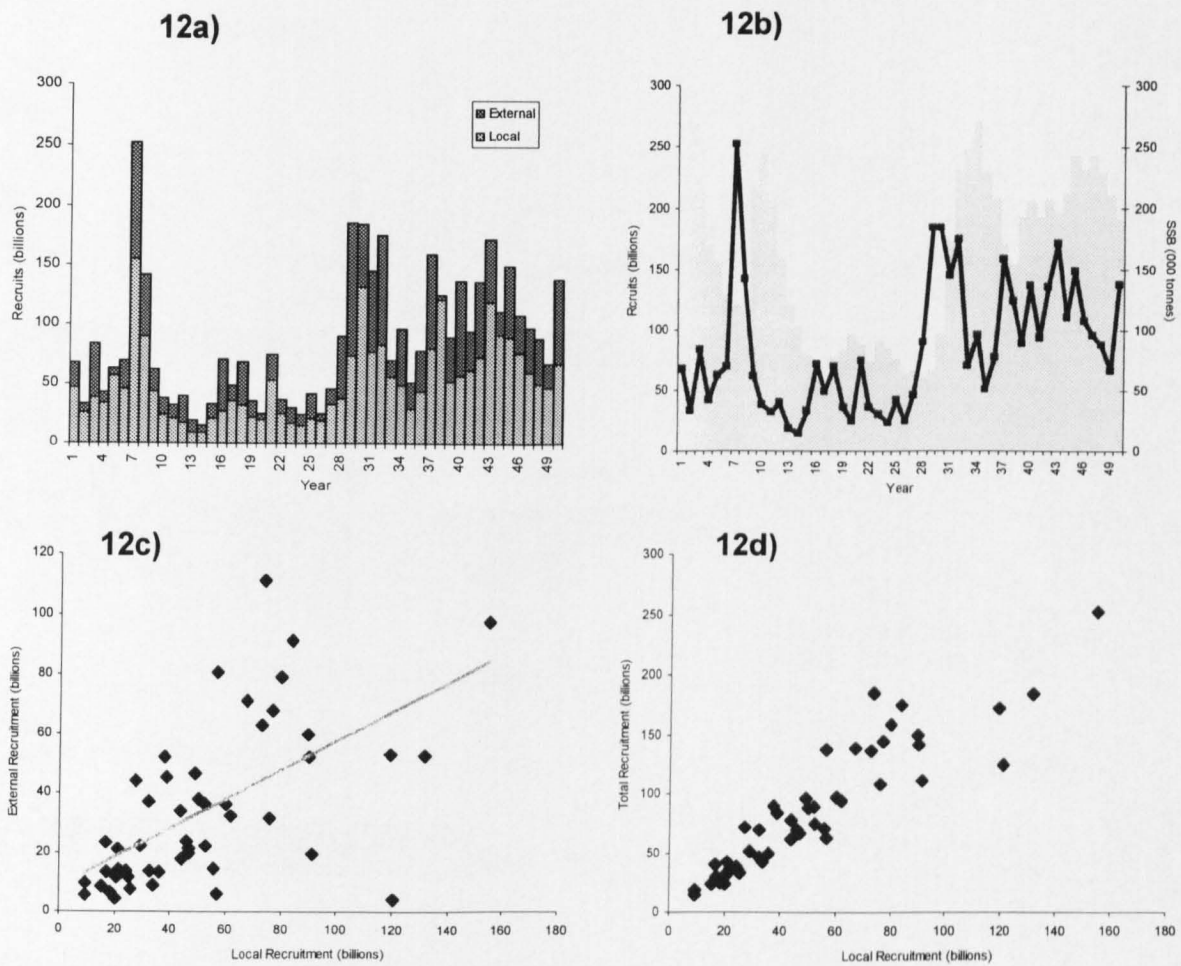 12a)
300
250
200
150
100
50
0
Recruits (billions)
External
Local
1 4 7 10 13 16 19 22 25 28 31 34 37 40 43 46 49
Year
12b)
300
250
200
150
100
50
0
Rcruits (billions)
300
250
200
150
100
50
0
SSB (000 tonnes)
1 4 7 10 13 16 19 22 25 28 31 34 37 40 43 46 49
Year
12c)
120
100
80
60
40
20
0
External Recruitment (billions)
0 20 40 60 80 100 120 140 160 180
Local Recruitment (billions)
12d)
300
250
200
150
100
50
0
Total Recruitment (billions)
0 20 40 60 80 100 120 140 160 180
Local Recruitment (billions)